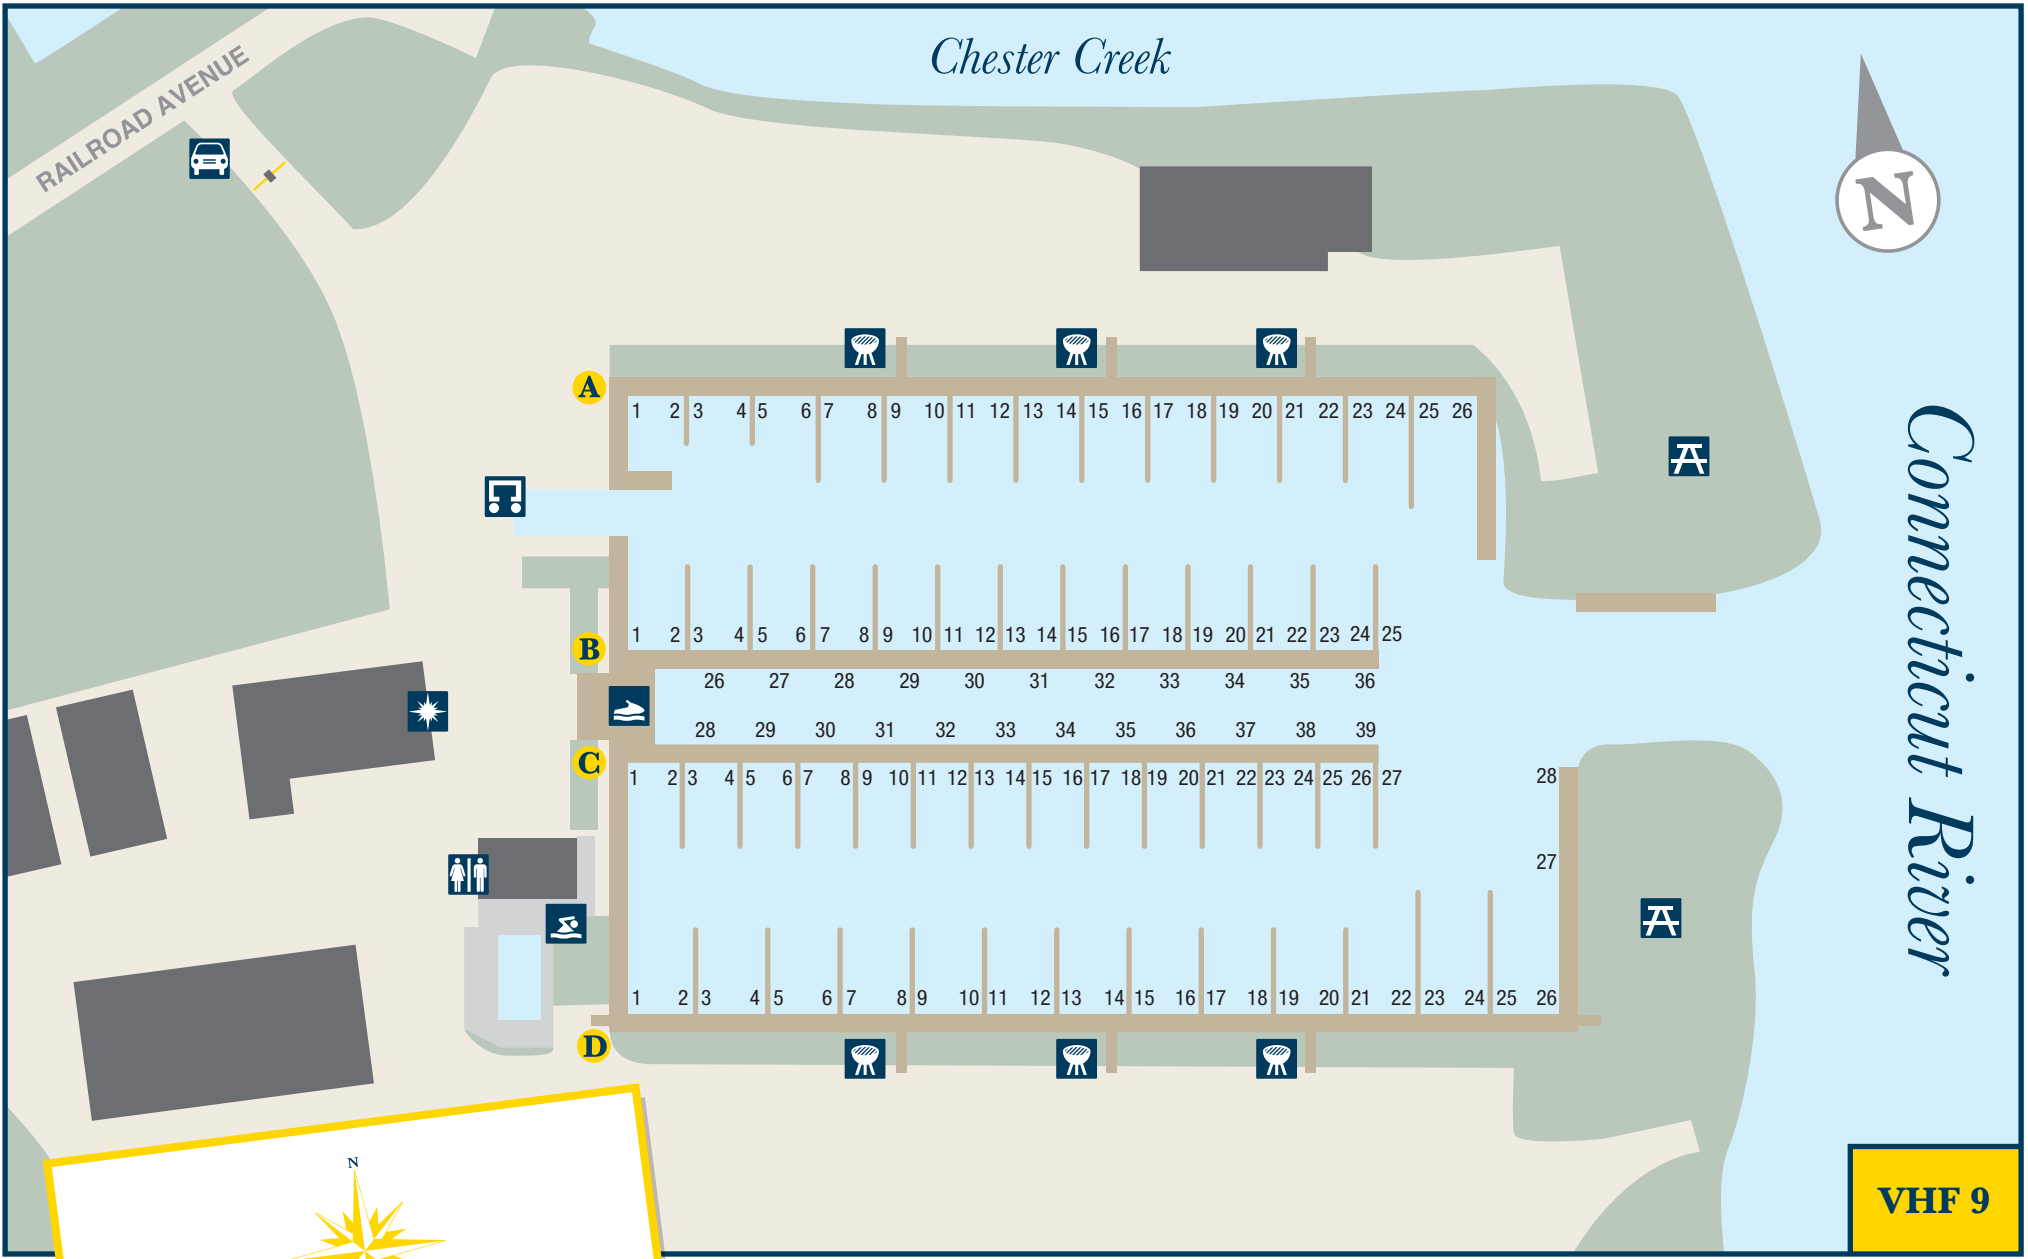 Chester Creek
RAILROAD AVENUE
N
A
1 2 3 4 5 6 7 8 9 10 11 12 13 14 15 16 17 18 19 20 21 22 23 24 25 26
Connecticut River
1 2 3 4 5 6 7 8 9 10 11 12 13 14 15 16 17 18 19 20 21 22 23 24 25
B
26 27 28 29 30 31 32 33 34 35 36
28 29 30 31 32 33 34 35 36 37 38 39
C
1 2 3 4 5 6 7 8 9 10 11 12 13 14 15 16 17 18 19 20 21 22 23 24 25 26 27
28
27
1 2 3 4 5 6 7 8 9 10 11 12 13 14 15 16 17 18 19 20 21 22 23 24 25 26
D
N
VHF 9